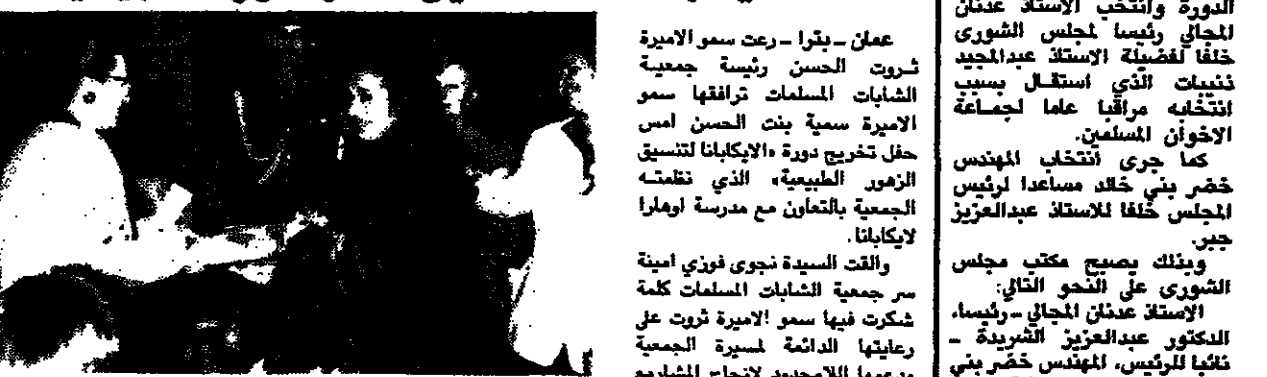 الدورة وانتخب الاستاذ عدنان
المجالي رئيسا لمجلس الشورى
خلفا لفضيلة الاستاذ عبدالمجيد
ذنيبات الذي استقال بسبب
انتخابه مراقبا عاما لجماعة
الاخوان المسلمين.
كما جرى انتخاب المهندس
خضر بني خالد مساعدا لرئيس
المجلس خلفا للاستاذ عبدالعزيز
جبر.
وبذلك يصبح مكتب مجلس
الشورى على النحو التالي:
الاستاذ عدنان المجالي ـ رئيسا،
الدكتور عبدالعزيز الشريدة ـ
نائبا للرئيس، المهندس خضر بني
عمان ـ بترا ـ رعت سمو الاميرة
ثروت الحسن رئيسة جمعية
الشابات المسلمات ترافقها سمو
الاميرة سمية بنت الحسن امس
حفل تخريج دورة «الايكابانا لتنسيق
الزهور الطبيعية» الذي نظمته
الجمعية بالتعاون مع مدرسة اوهارا
لايكابانا.
والقت السيدة نجوى فوزي امينة
سر جمعية الشابات المسلمات كلمة
شكرت فيها سمو الاميرة ثروت على
رعايتها الدائمة لمسيرة الجمعية
ودعمها اللامحدود لانجاح المشاريع